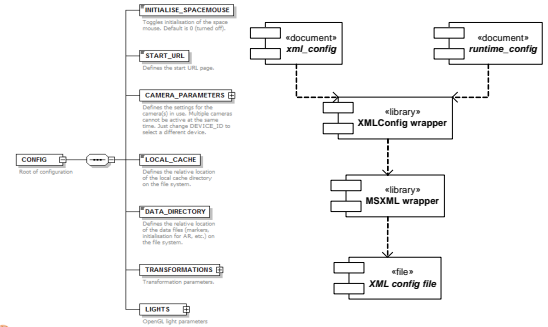 INITIALISE_SPACEMOUSE
Toggles initialisation of the space
mouse. Default is 0 (turned off).
START_URL
Defines the start URL page.
CAMERA_PARAMETERS
Defines the settings for the
camera(s) in use. Multiple cameras
cannot be active at the same
time. Just change DEVICE_ID to
select a different device.
CONFIG
Root of configuration
LOCAL_CACHE
Defines the relative location
of the local cache directory
on the file system.
DATA_DIRECTORY
Defines the relative location
of the data files (markers,
initialisation for AR, etc.) on
the file system.
TRANSFORMATIONS
Transformation parameters.
LIGHTS
OpenGL light parameters
«document»
xml_config
«document»
runtime_config
«library»
XMLConfig wrapper
«library»
MSXML wrapper
«file»
XML config file